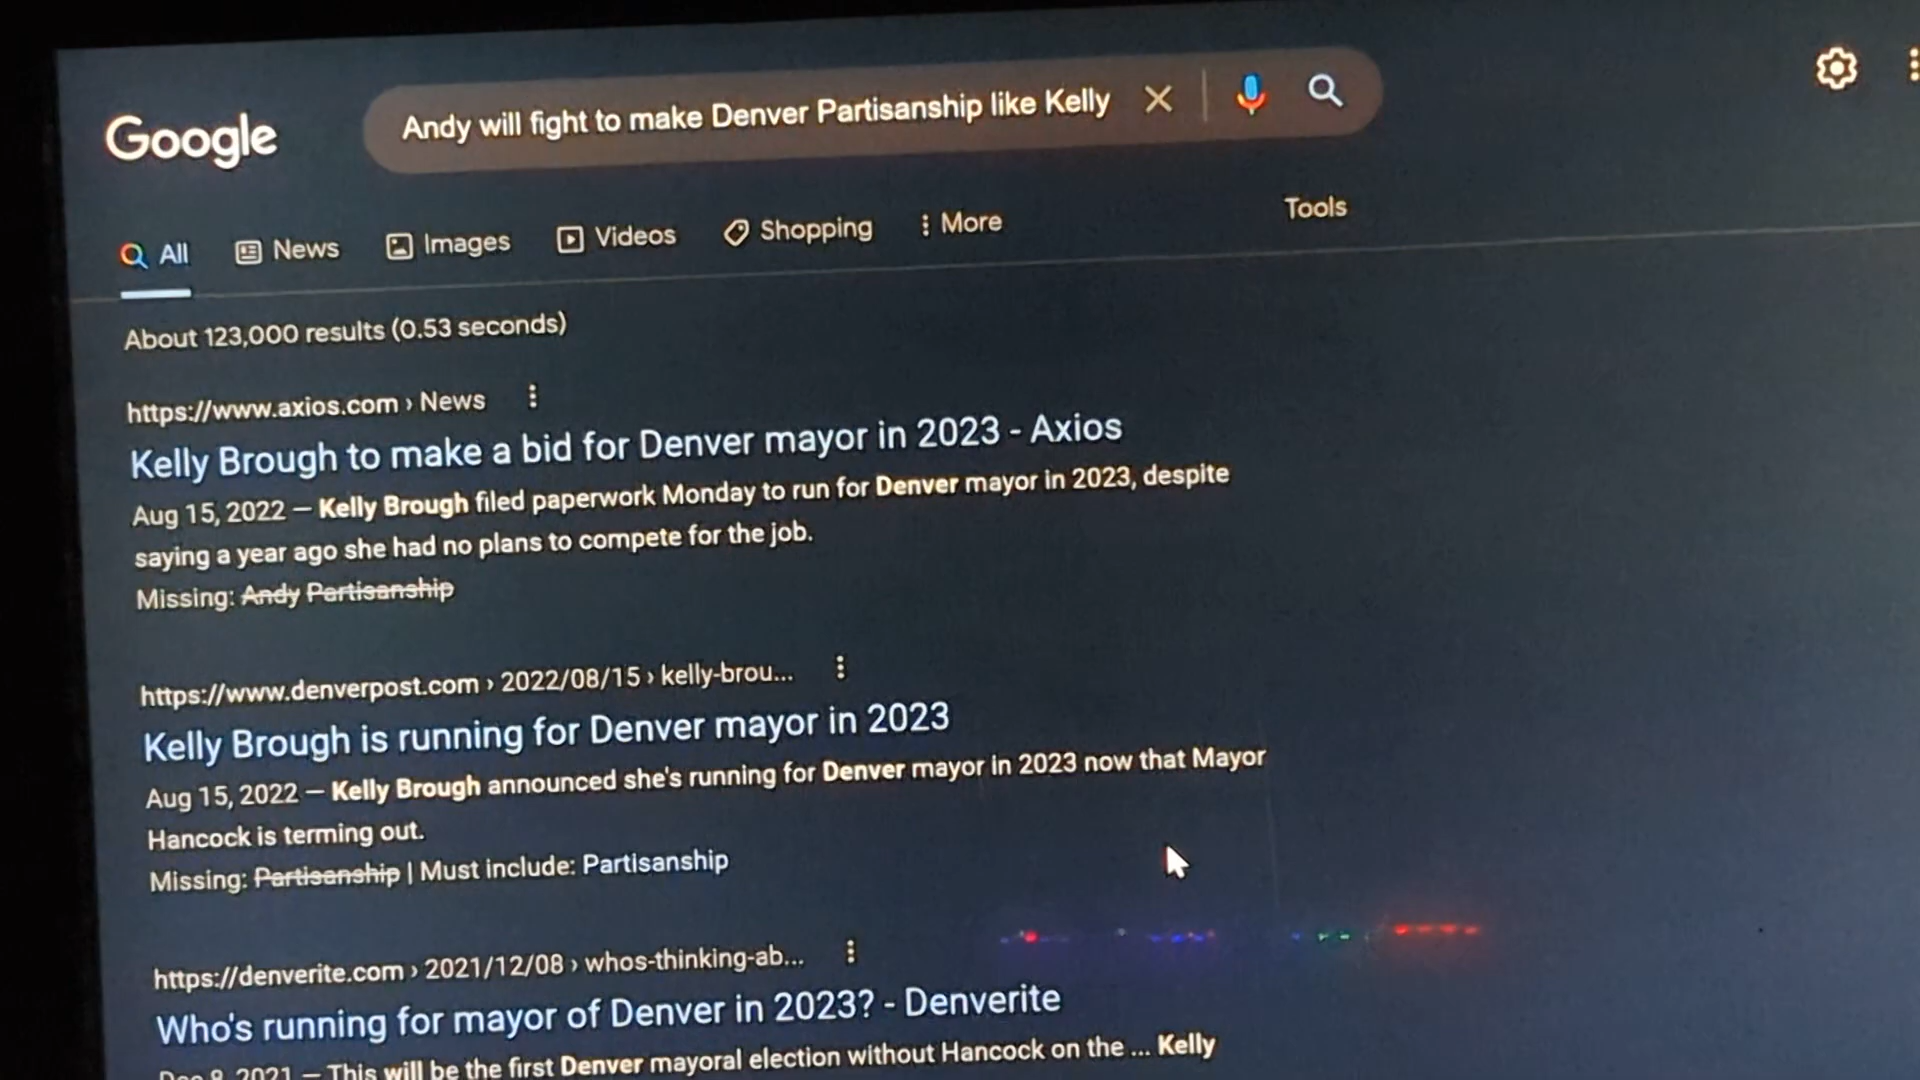 Google
Andy will fight to make Denver Partisanship like Kelly
All News Images Videos Shopping More Tools
About 123,000 results (0.53 seconds)
https://www.axios.com › News
Kelly Brough to make a bid for Denver mayor in 2023 - Axios
Aug 15, 2022 — Kelly Brough filed paperwork Monday to run for Denver mayor in 2023, despite
saying a year ago she had no plans to compete for the job.
Missing: Andy Partisanship
https://www.denverpost.com › 2022/08/15 › kelly-brou...
Kelly Brough is running for Denver mayor in 2023
Aug 15, 2022 — Kelly Brough announced she's running for Denver mayor in 2023 now that Mayor
Hancock is terming out.
Missing: Partisanship | Must include: Partisanship
https://denverite.com › 2021/12/08 › whos-thinking-ab...
Who's running for mayor of Denver in 2023? - Denverite
Dec 8, 2021 — This will be the first Denver mayoral election without Hancock on the ... Kelly